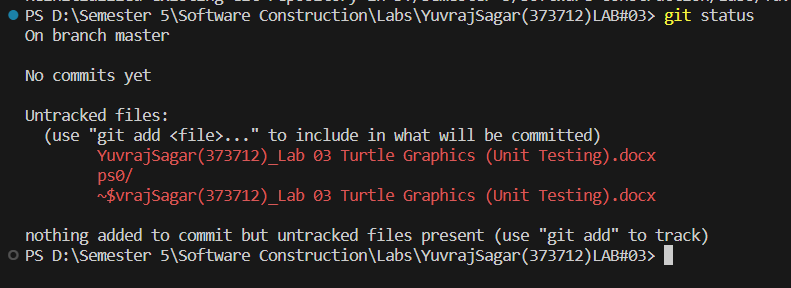 PS D:\Semester 5\Software Construction\Labs\YuvrajSagar(373712)LAB#03> git status
On branch master
No commits yet
Untracked files:
(use "git add <file>..." to include in what will be committed)
YuvrajSagar(373712)_Lab 03 Turtle Graphics (Unit Testing).docx
ps0/
~$vrajSagar(373712)_Lab 03 Turtle Graphics (Unit Testing).docx
nothing added to commit but untracked files present (use "git add" to track)
PS D:\Semester 5\Software Construction\Labs\YuvrajSagar(373712)LAB#03>